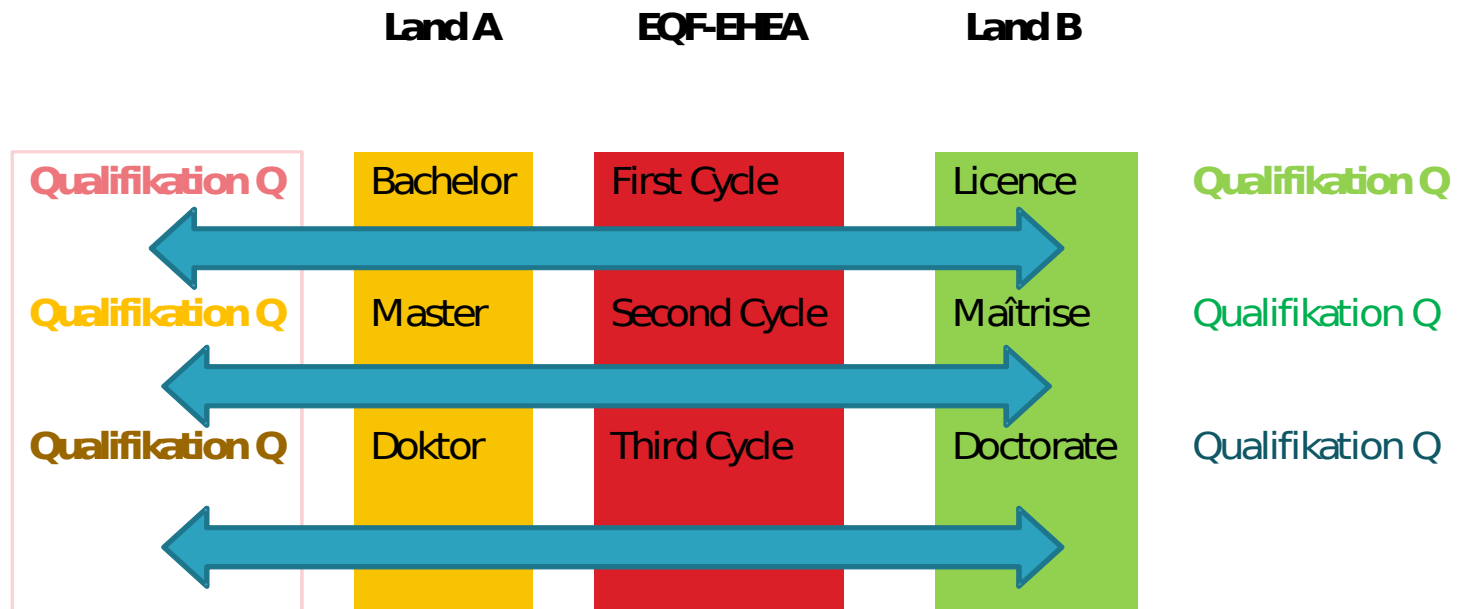 Land A EQF-EHEA Land B
Qualifikation Q Bachelor First Cycle Licence Qualifikation Q
Qualifikation Q Master Second Cycle Maîtrise Qualifikation Q
Qualifikation Q Doktor Third Cycle Doctorate Qualifikation Q